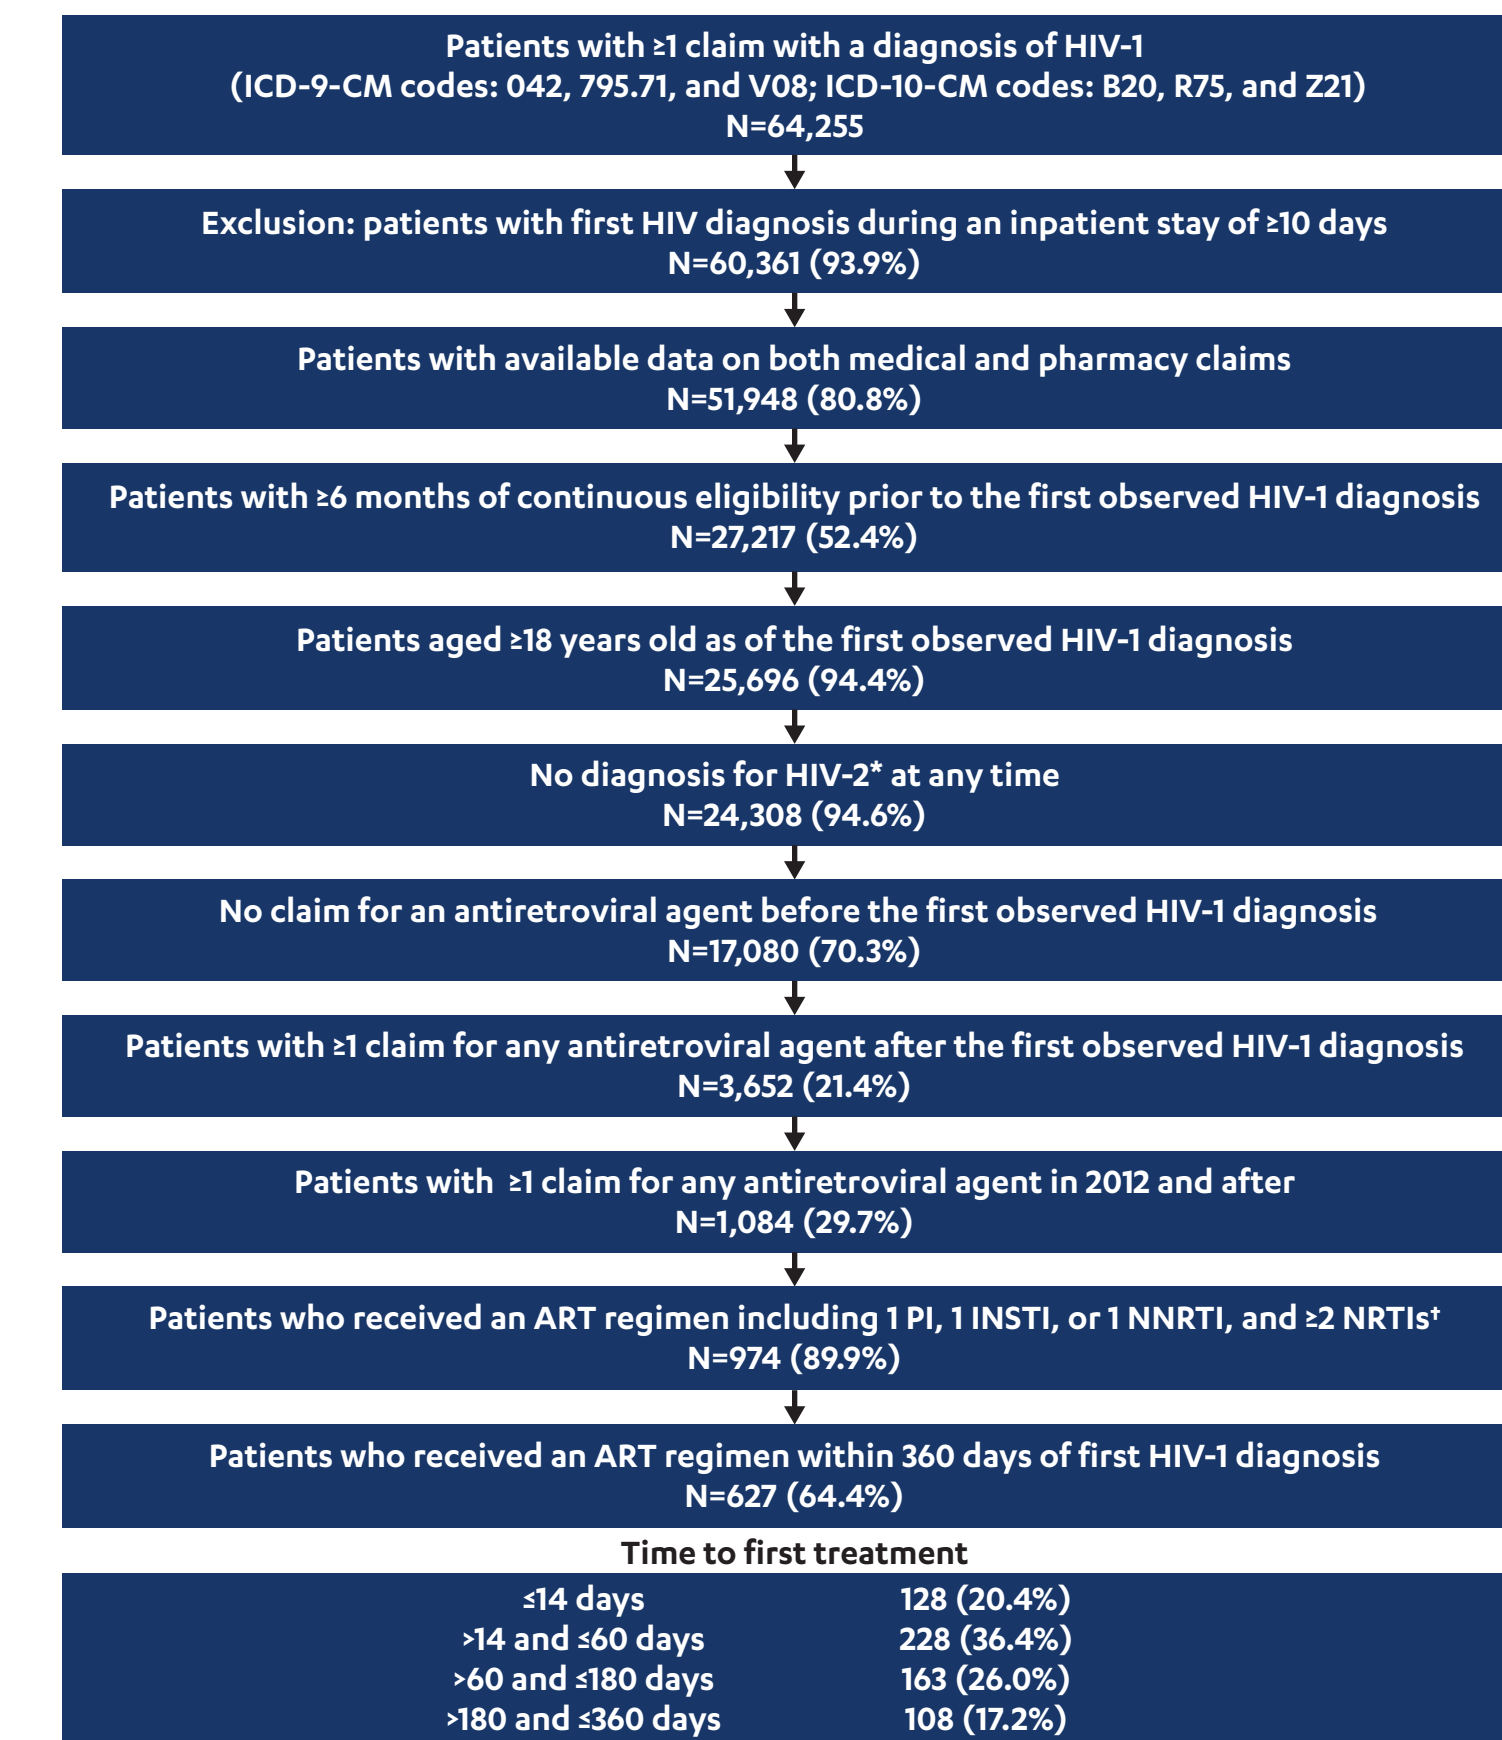 Patients with ≥1 claim with a diagnosis of HIV-1
(ICD-9-CM codes: 042, 795.71, and V08; ICD-10-CM codes: B20, R75, and Z21)
N=64,255
Exclusion: patients with first HIV diagnosis during an inpatient stay of ≥10 days
N=60,361 (93.9%)
Patients with available data on both medical and pharmacy claims
N=51,948 (80.8%)
Patients with ≥6 months of continuous eligibility prior to the first observed HIV-1 diagnosis
N=27,217 (52.4%)
Patients aged ≥18 years old as of the first observed HIV-1 diagnosis
N=25,696 (94.4%)
No diagnosis for HIV-2* at any time
N=24,308 (94.6%)
No claim for an antiretroviral agent before the first observed HIV-1 diagnosis
N=17,080 (70.3%)
Patients with ≥1 claim for any antiretroviral agent after the first observed HIV-1 diagnosis
N=3,652 (21.4%)
Patients with ≥1 claim for any antiretroviral agent in 2012 and after
N=1,084 (29.7%)
Patients who received an ART regimen including 1 PI, 1 INSTI, or 1 NNRTI, and ≥2 NRTIs†
N=974 (89.9%)
Patients who received an ART regimen within 360 days of first HIV-1 diagnosis
N=627 (64.4%)
Time to first treatment
≤14 days 128 (20.4%)
>14 and ≤60 days 228 (36.4%)
>60 and ≤180 days 163 (26.0%)
>180 and ≤360 days 108 (17.2%)